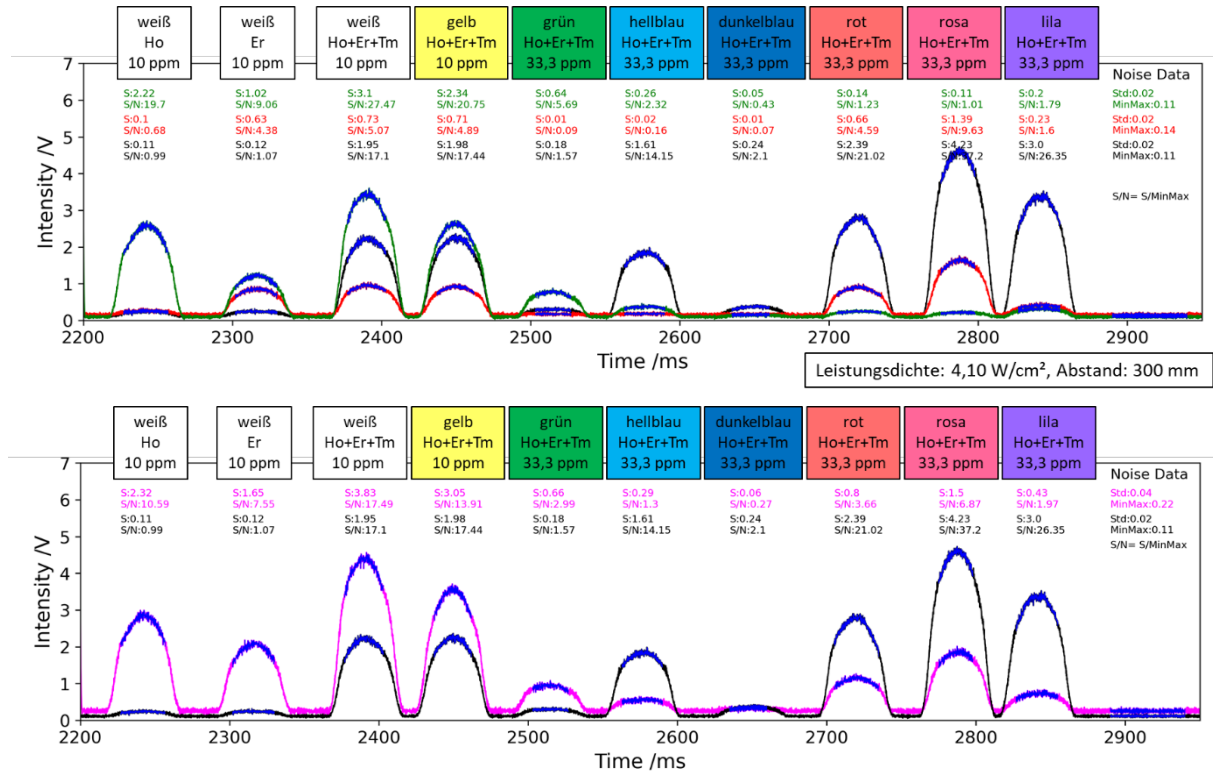 weiß
Ho
10 ppm
weiß
Er
10 ppm
weiß
Ho+Er+Tm
10 ppm
gelb
Ho+Er+Tm
10 ppm
grün
Ho+Er+Tm
33,3 ppm
hellblau
Ho+Er+Tm
33,3 ppm
dunkelblau
Ho+Er+Tm
33,3 ppm
rot
Ho+Er+Tm
33,3 ppm
rosa
Ho+Er+Tm
33,3 ppm
lila
Ho+Er+Tm
33,3 ppm
7
6
5
4
3
2
1
0
Intensity /V
S:2.22 S:1.02 S:3.1 S:2.34 S:0.64 S:0.26 S:0.05 S:0.14 S:0.11 S:0.2
S/N:19.7 S/N:9.06 S/N:27.47 S/N:20.75 S/N:5.69 S/N:2.32 S/N:0.43 S/N:1.23 S/N:1.01 S/N:1.79
S:0.1 S:0.63 S:0.73 S:0.71 S:0.01 S:0.02 S:0.01 S:0.66 S:1.39 S:0.23
S/N:0.68 S/N:4.38 S/N:5.07 S/N:4.89 S/N:0.09 S/N:0.16 S/N:0.07 S/N:4.59 S/N:9.63 S/N:1.6
S:0.11 S:0.12 S:1.95 S:1.98 S:0.18 S:1.61 S:0.24 S:2.39 S:4.23 S:3.0
S/N:0.99 S/N:1.07 S/N:17.1 S/N:17.44 S/N:1.57 S/N:14.15 S/N:2.1 S/N:21.02 S/N:37.2 S/N:26.35
Noise Data
Std:0.02
MinMax:0.11
Std:0.02
MinMax:0.14
Std:0.02
MinMax:0.11
S/N= S/MinMax
2200 2300 2400 2500 2600 2700 2800 2900
Time /ms
Leistungsdichte: 4,10 W/cm², Abstand: 300 mm
weiß
Ho
10 ppm
weiß
Er
10 ppm
weiß
Ho+Er+Tm
10 ppm
gelb
Ho+Er+Tm
10 ppm
grün
Ho+Er+Tm
33,3 ppm
hellblau
Ho+Er+Tm
33,3 ppm
dunkelblau
Ho+Er+Tm
33,3 ppm
rot
Ho+Er+Tm
33,3 ppm
rosa
Ho+Er+Tm
33,3 ppm
lila
Ho+Er+Tm
33,3 ppm
7
6
5
4
3
2
1
0
Intensity /V
S:2.32 S:1.65 S:3.83 S:3.05 S:0.66 S:0.29 S:0.06 S:0.8 S:1.5 S:0.43
S/N:10.59 S/N:7.55 S/N:17.49 S/N:13.91 S/N:2.99 S/N:1.3 S/N:0.27 S/N:3.66 S/N:6.87 S/N:1.97
S:0.11 S:0.12 S:1.95 S:1.98 S:0.18 S:1.61 S:0.24 S:2.39 S:4.23 S:3.0
S/N:0.99 S/N:1.07 S/N:17.1 S/N:17.44 S/N:1.57 S/N:14.15 S/N:2.1 S/N:21.02 S/N:37.2 S/N:26.35
Noise Data
Std:0.04
MinMax:0.22
Std:0.02
MinMax:0.11
S/N= S/MinMax
2200 2300 2400 2500 2600 2700 2800 2900
Time /ms